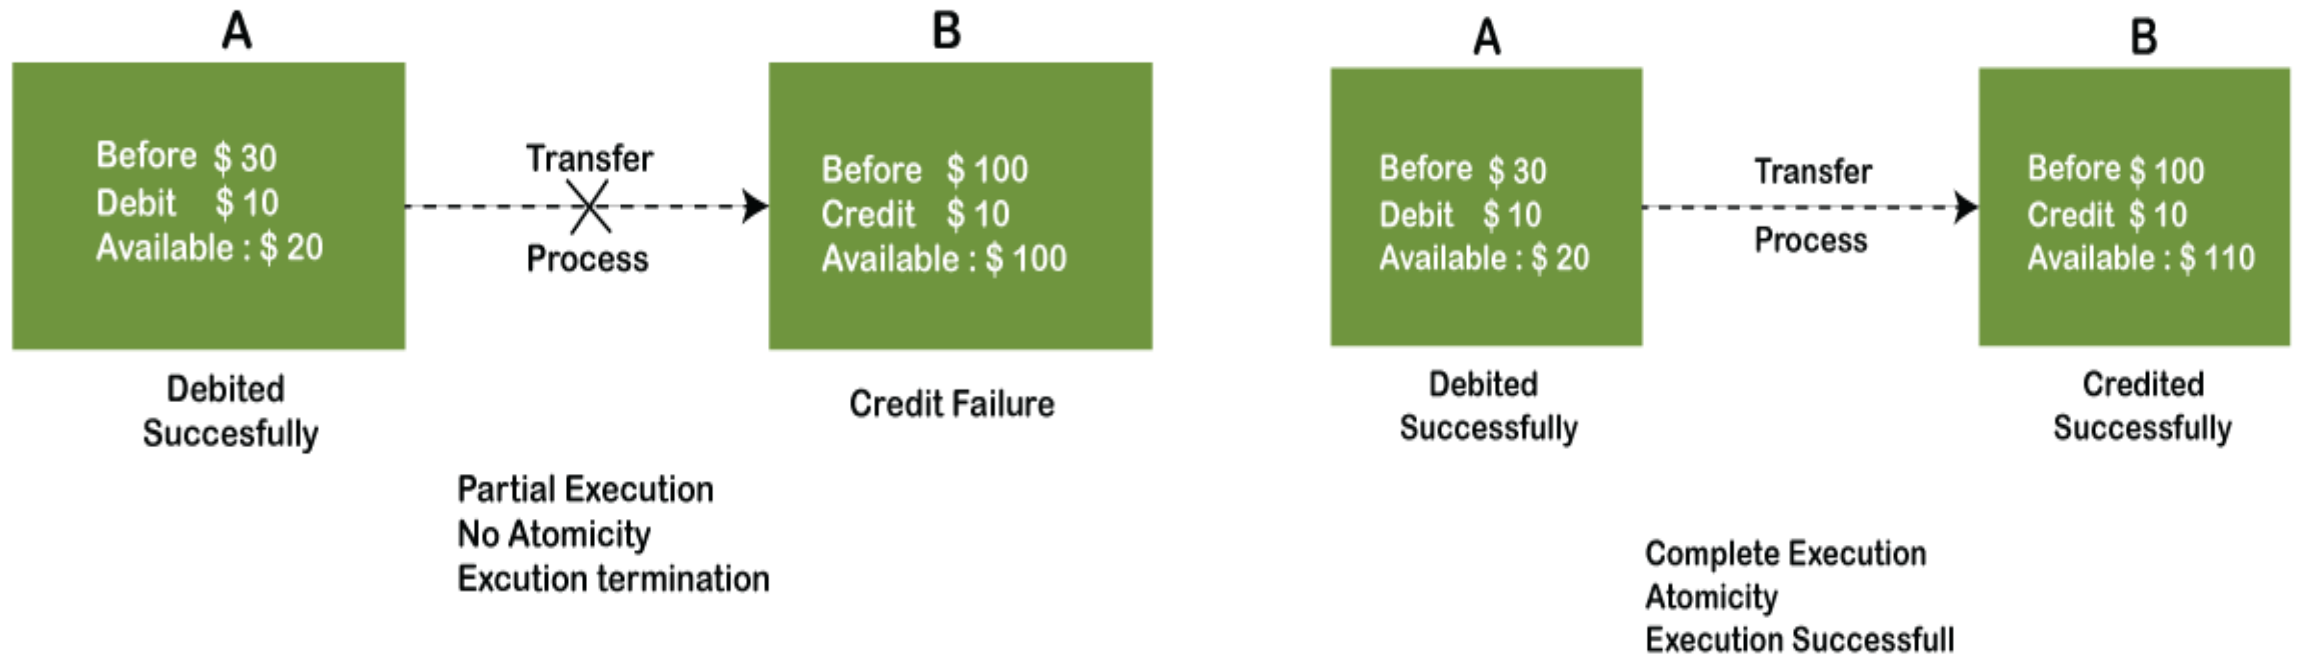 A
Before $ 30
Debit $ 10
Available : $ 20
Debited
Succesfully
Transfer
Process
B
Before $ 100
Credit $ 10
Available : $ 100
Credit Failure
Partial Execution
No Atomicity
Excution termination
A
Before $ 30
Debit $ 10
Available : $ 20
Debited
Successfully
Transfer
Process
B
Before $ 100
Credit $ 10
Available : $ 110
Credited
Successfully
Complete Execution
Atomicity
Execution Successfull